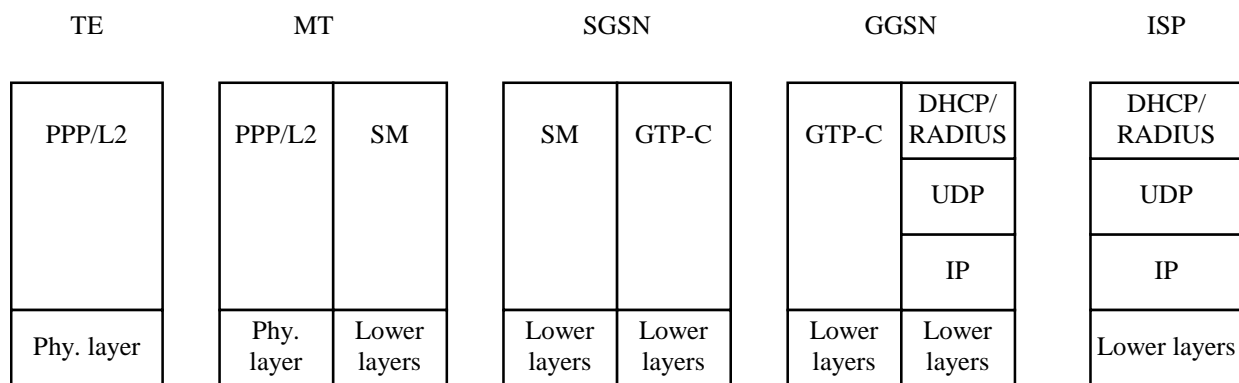 TE MT SGSN GGSN ISP
DHCP/ DHCP/
PPP/L2 PPP/L2 SM SM GTP-C GTP-C RADIUS RADIUS
UDP UDP
IP IP
Phy. layer Phy. Lower Lower Lower Lower Lower Lower layers
layer layers layers layers layers layers